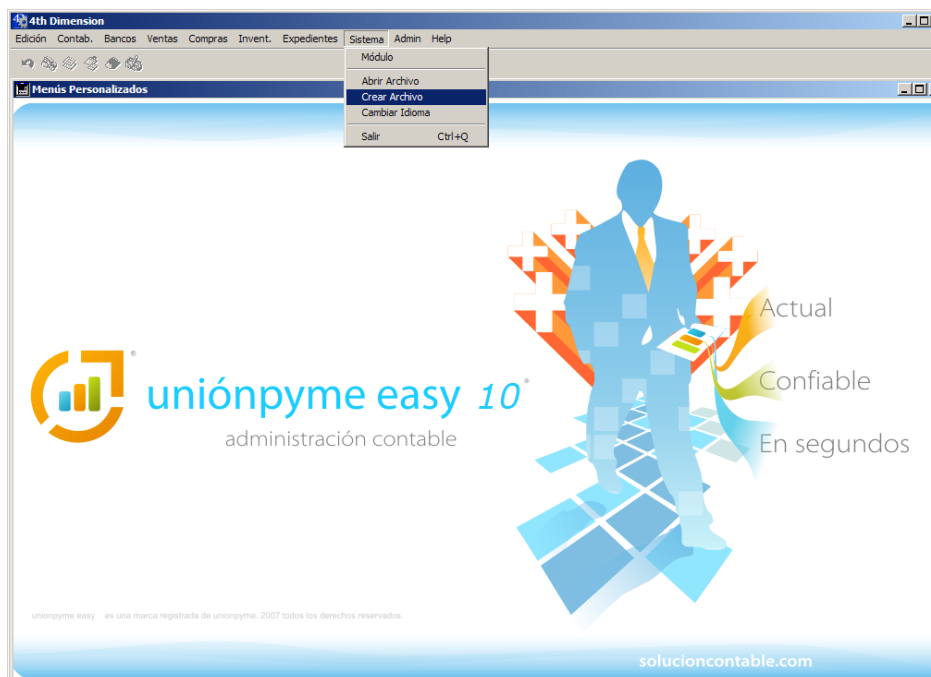 4th Dimension
Edición Contab. Bancos Ventas Compras Invent. Expedientes Sistema Admin Help
Módulo
Abrir Archivo
Crear Archivo
Cambiar Idioma
Salir Ctrl+Q
Menús Personalizados
Actual
Confiable
En segundos
uniónpyme easy 10
administración contable
unionpyme easy es una marca registrada de unionpyme. 2007 todos los derechos reservados.
solucioncontable.com